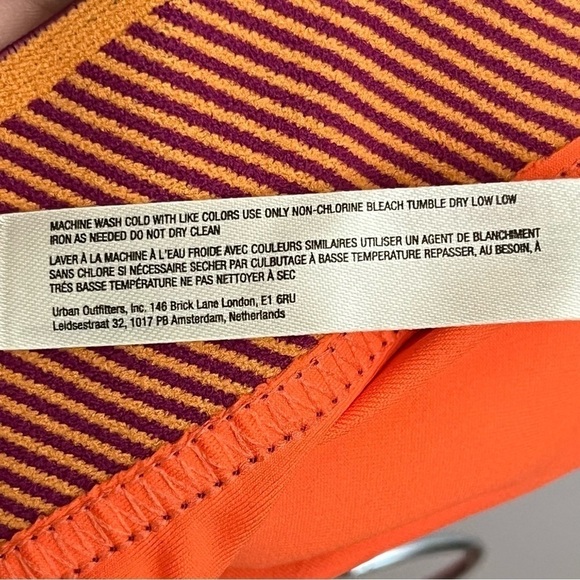 MACHINE WASH COLD WITH LIKE COLORS USE ONLY NON-CHLORINE BLEACH TUMBLE DRY LOW LOW
IRON AS NEEDED DO NOT DRY CLEAN
LAVER À LA MACHINE À L'EAU FROIDE AVEC COULEURS SIMILAIRES UTILISER UN AGENT DE BLANCHIMENT
SANS CHLORE SI NÉCESSAIRE SECHER PAR CULBUTAGE À BASSE TEMPERATURE REPASSER, AU BESOIN, À
TRÉS BASSE TEMPÉRATURE NE PAS NETTOYER À SEC
Urban Outfitters, Inc. 146 Brick Lane London, E1 6RU
Leidsestraat 32, 1017 PB Amsterdam, Netherlands